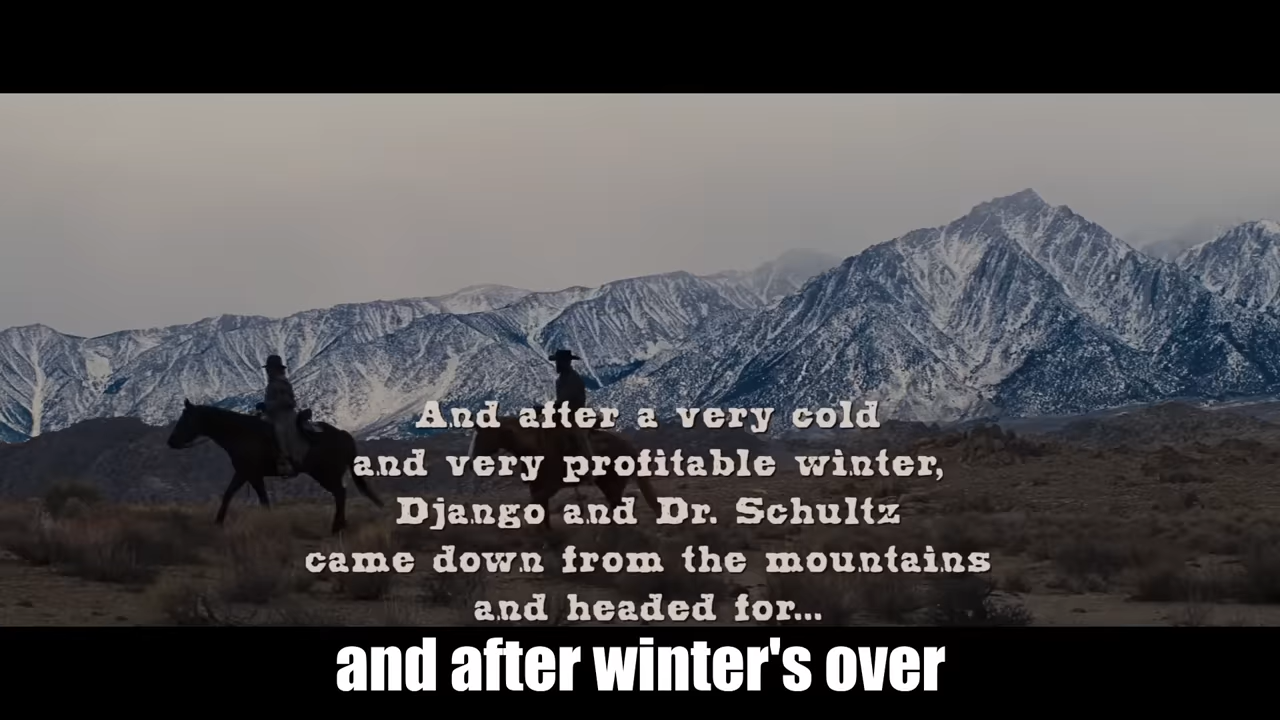 And after a very cold
and very profitable winter,
Django and Dr. Schultz
came down from the mountains
and headed for...
and after winter's over